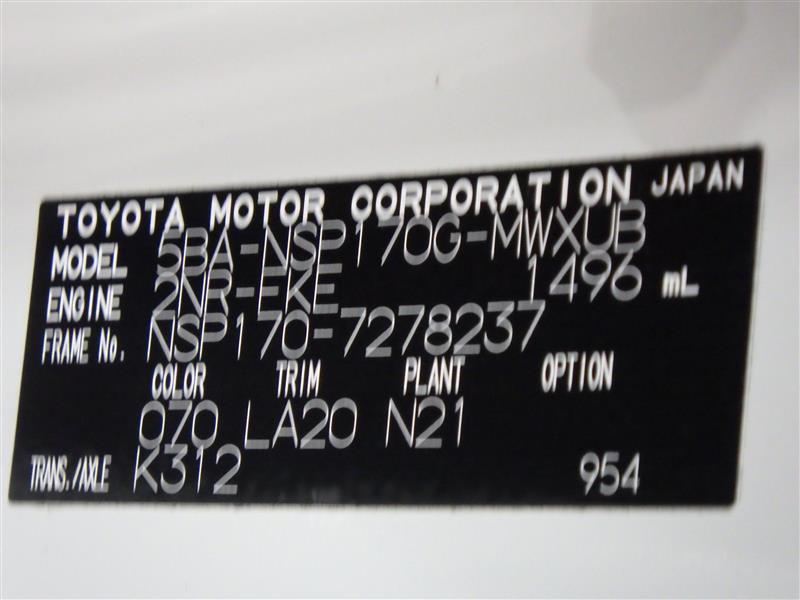 TOYOTA MOTOR CORPORATION JAPAN
MODEL 5BA-NSP170G-MWXUB
ENGINE 2NR-FKE 1496 mL
FRAME No. NSP170-7278237
COLOR TRIM PLANT OPTION
070 LA20 N21
TRANS./AXLE K312 954